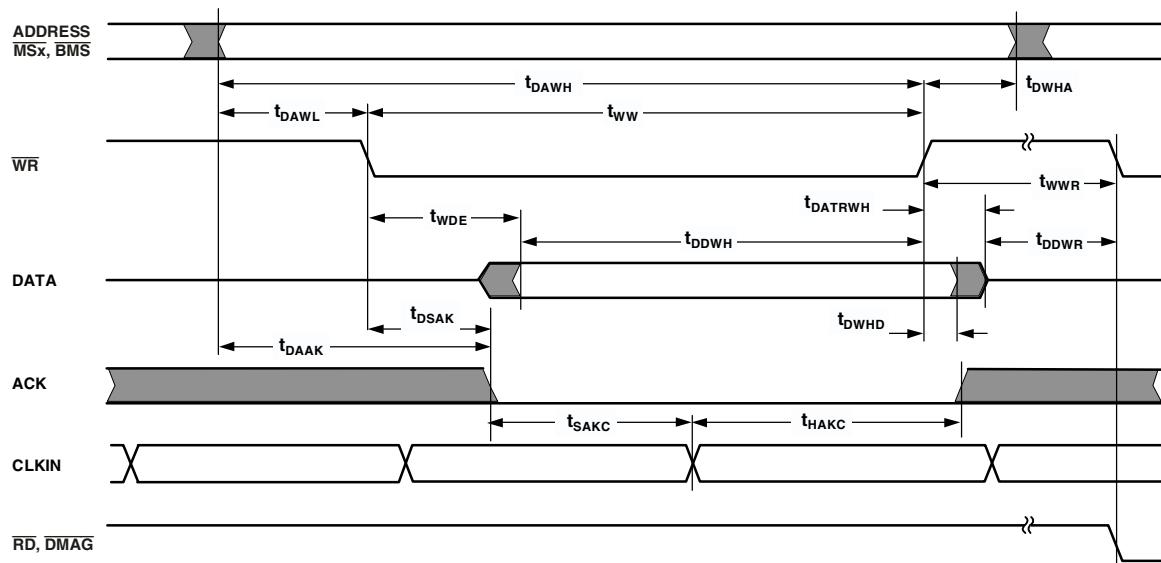 ADDRESS
MSx, BMS
tDAWH
tDWHA
tDAWL
tWW
WR
tWWR
tDATRWH
tWDE
tDDWH
tDDWR
DATA
tDSAK
tDWHD
tDAAK
ACK
tSAKC
tHAKC
CLKIN
RD, DMAG